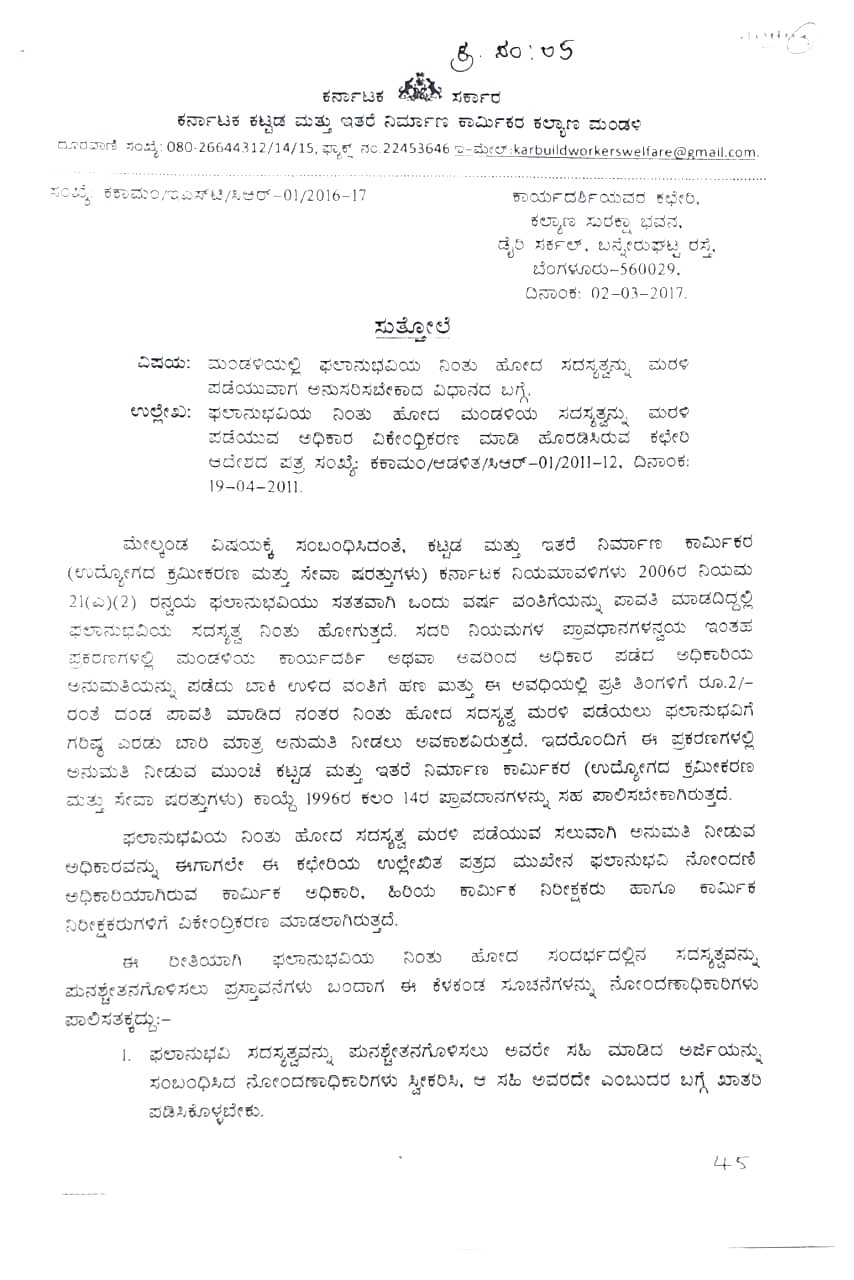 ಕ್ರ. ಸಂ: ೦5
ಕರ್ನಾಟಕ ಸರ್ಕಾರ
ಕರ್ನಾಟಕ ಕಟ್ಟಡ ಮತ್ತು ಇತರೆ ನಿರ್ಮಾಣ ಕಾರ್ಮಿಕರ ಕಲ್ಯಾಣ ಮಂಡಳಿ
ದೂರವಾಣಿ ಸಂಖ್ಯೆ: 080-26644312/14/15, ಫ್ಯಾಕ್ಸ್ ನಂ.22453646 ಇ-ಮೇಲ್:karbuildworkerswelfare@gmail.com.
ಸಂಖ್ಯೆ: ಕಕಾಮಂ/ಇಎಸ್‌ಟಿ/ಸಿಆರ್-01/2016-17
ಕಾರ್ಯದರ್ಶಿಯವರ ಕಛೇರಿ,
ಕಲ್ಯಾಣ ಸುರಕ್ಷಾ ಭವನ,
ಡೈರಿ ಸರ್ಕಲ್, ಬನ್ನೇರುಘಟ್ಟ ರಸ್ತೆ,
ಬೆಂಗಳೂರು-560029,
ದಿನಾಂಕ: 02-03-2017.
ಸುತ್ತೋಲೆ
ವಿಷಯ: ಮಂಡಳಿಯಲ್ಲಿ ಫಲಾನುಭವಿಯ ನಿಂತು ಹೋದ ಸದಸ್ಯತ್ವನ್ನು ಮರಳಿ
ಪಡೆಯುವಾಗ ಅನುಸರಿಸಬೇಕಾದ ವಿಧಾನದ ಬಗ್ಗೆ.
ಉಲ್ಲೇಖ: ಫಲಾನುಭವಿಯ ನಿಂತು ಹೋದ ಮಂಡಳಿಯ ಸದಸ್ಯತ್ವನ್ನು ಮರಳಿ
ಪಡೆಯುವ ಅಧಿಕಾರ ವಿಕೇಂಧ್ರಿಕರಣ ಮಾಡಿ ಹೊರಡಿಸಿರುವ ಕಛೇರಿ
ಆದೇಶದ ಪತ್ರ ಸಂಖ್ಯೆ: ಕಕಾಮಂ/ಆಡಳಿತ/ಸಿಆರ್-01/2011-12, ದಿನಾಂಕ:
19-04-2011.
ಮೇಲ್ಕಂಡ ವಿಷಯಕ್ಕೆ ಸಂಬಂಧಿಸಿದಂತೆ, ಕಟ್ಟಡ ಮತ್ತು ಇತರೆ ನಿರ್ಮಾಣ ಕಾರ್ಮಿಕರ
(ಉದ್ಯೋಗದ ಕ್ರಮೀಕರಣ ಮತ್ತು ಸೇವಾ ಷರತ್ತುಗಳು) ಕರ್ನಾಟಕ ನಿಯಮಾವಳಿಗಳು 2006ರ ನಿಯಮ
21(ಎ)(2) ರನ್ವಯ ಫಲಾನುಭವಿಯು ಸತತವಾಗಿ ಒಂದು ವರ್ಷ ವಂತಿಗೆಯನ್ನು ಪಾವತಿ ಮಾಡದಿದ್ದಲ್ಲಿ
ಫಲಾನುಭವಿಯ ಸದಸ್ಯತ್ವ ನಿಂತು ಹೋಗುತ್ತದೆ. ಸದರಿ ನಿಯಮಗಳ ಪ್ರಾವಧಾನಗಳನ್ವಯ ಇಂತಹ
ಪ್ರಕರಣಗಳಲ್ಲಿ ಮಂಡಳಿಯ ಕಾರ್ಯದರ್ಶಿ ಅಥವಾ ಅವರಿಂದ ಅಧಿಕಾರ ಪಡೆದ ಅಧಿಕಾರಿಯ
ಅನುಮತಿಯನ್ನು ಪಡೆದು ಬಾಕಿ ಉಳಿದ ವಂತಿಗೆ ಹಣ ಮತ್ತು ಈ ಅವಧಿಯಲ್ಲಿ ಪ್ರತಿ ತಿಂಗಳಿಗೆ ರೂ.2/-
ರಂತೆ ದಂಡ ಪಾವತಿ ಮಾಡಿದ ನಂತರ ನಿಂತು ಹೋದ ಸದಸ್ಯತ್ವ ಮರಳಿ ಪಡೆಯಲು ಫಲಾನುಭವಿಗೆ
ಗರಿಷ್ಠ ಎರಡು ಬಾರಿ ಮಾತ್ರ ಅನುಮತಿ ನೀಡಲು ಅವಕಾಶವಿರುತ್ತದೆ. ಇದರೊಂದಿಗೆ ಈ ಪ್ರಕರಣಗಳಲ್ಲಿ
ಅನುಮತಿ ನೀಡುವ ಮುಂಚೆ ಕಟ್ಟಡ ಮತ್ತು ಇತರೆ ನಿರ್ಮಾಣ ಕಾರ್ಮಿಕರ (ಉದ್ಯೋಗದ ಕ್ರಮೀಕರಣ
ಮತ್ತು ಸೇವಾ ಷರತ್ತುಗಳು) ಕಾಯ್ದೆ 1996ರ ಕಲಂ 14ರ ಪ್ರಾವದಾನಗಳನ್ನು ಸಹ ಪಾಲಿಸಬೇಕಾಗಿರುತ್ತದೆ.
ಫಲಾನುಭವಿಯ ನಿಂತು ಹೋದ ಸದಸ್ಯತ್ವ ಮರಳಿ ಪಡೆಯುವ ಸಲುವಾಗಿ ಅನುಮತಿ ನೀಡುವ
ಅಧಿಕಾರವನ್ನು ಈಗಾಗಲೇ ಈ ಕಛೇರಿಯ ಉಲ್ಲೇಖಿತ ಪತ್ರದ ಮುಖೇನ ಫಲಾನುಭವಿ ನೋಂದಣಿ
ಅಧಿಕಾರಿಯಾಗಿರುವ ಕಾರ್ಮಿಕ ಅಧಿಕಾರಿ, ಹಿರಿಯ ಕಾರ್ಮಿಕ ನಿರೀಕ್ಷಕರು ಹಾಗೂ ಕಾರ್ಮಿಕ
ನಿರೀಕ್ಷಕರುಗಳಿಗೆ ವಿಕೇಂದ್ರಿಕರಣ ಮಾಡಲಾಗಿರುತ್ತದೆ.
ಈ ರೀತಿಯಾಗಿ ಫಲಾನುಭವಿಯ ನಿಂತು ಹೋದ ಸಂದರ್ಭದಲ್ಲಿನ ಸದಸ್ಯತ್ವವನ್ನು
ಪುನಶ್ಚೇತನಗೊಳಿಸಲು ಪ್ರಸ್ತಾವನೆಗಳು ಬಂದಾಗ ಈ ಕೆಳಕಂಡ ಸೂಚನೆಗಳನ್ನು ನೋಂದಣಾಧಿಕಾರಿಗಳು
ಪಾಲಿಸತಕ್ಕದ್ದು:-
1. ಫಲಾನುಭವಿ ಸದಸ್ಯತ್ವವನ್ನು ಪುನಶ್ಚೇತನಗೊಳಿಸಲು ಅವರೇ ಸಹಿ ಮಾಡಿದ ಅರ್ಜಿಯನ್ನು
ಸಂಬಂಧಿಸಿದ ನೋಂದಣಾಧಿಕಾರಿಗಳು ಸ್ವೀಕರಿಸಿ, ಆ ಸಹಿ ಅವರದೇ ಎಂಬುದರ ಬಗ್ಗೆ ಖಾತರಿ
ಪಡಿಸಿಕೊಳ್ಳಬೇಕು.
45